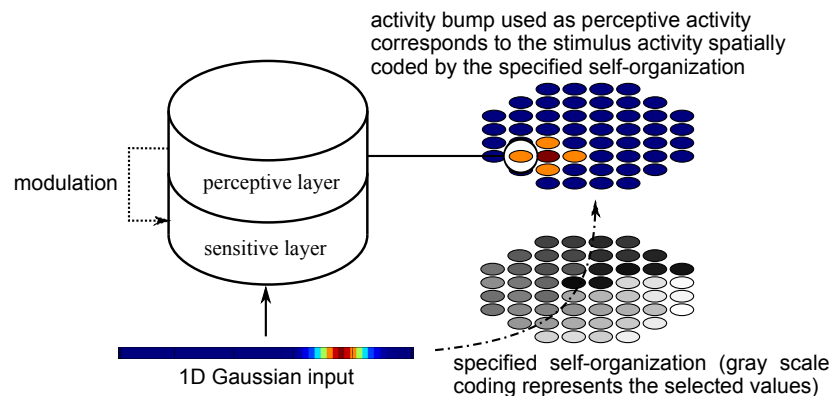 activity bump used as perceptive activity
corresponds to the stimulus activity spatially
coded by the specified self-organization
modulation
perceptive layer
sensitive layer
1D Gaussian input
specified self-organization (gray scale
coding represents the selected values)